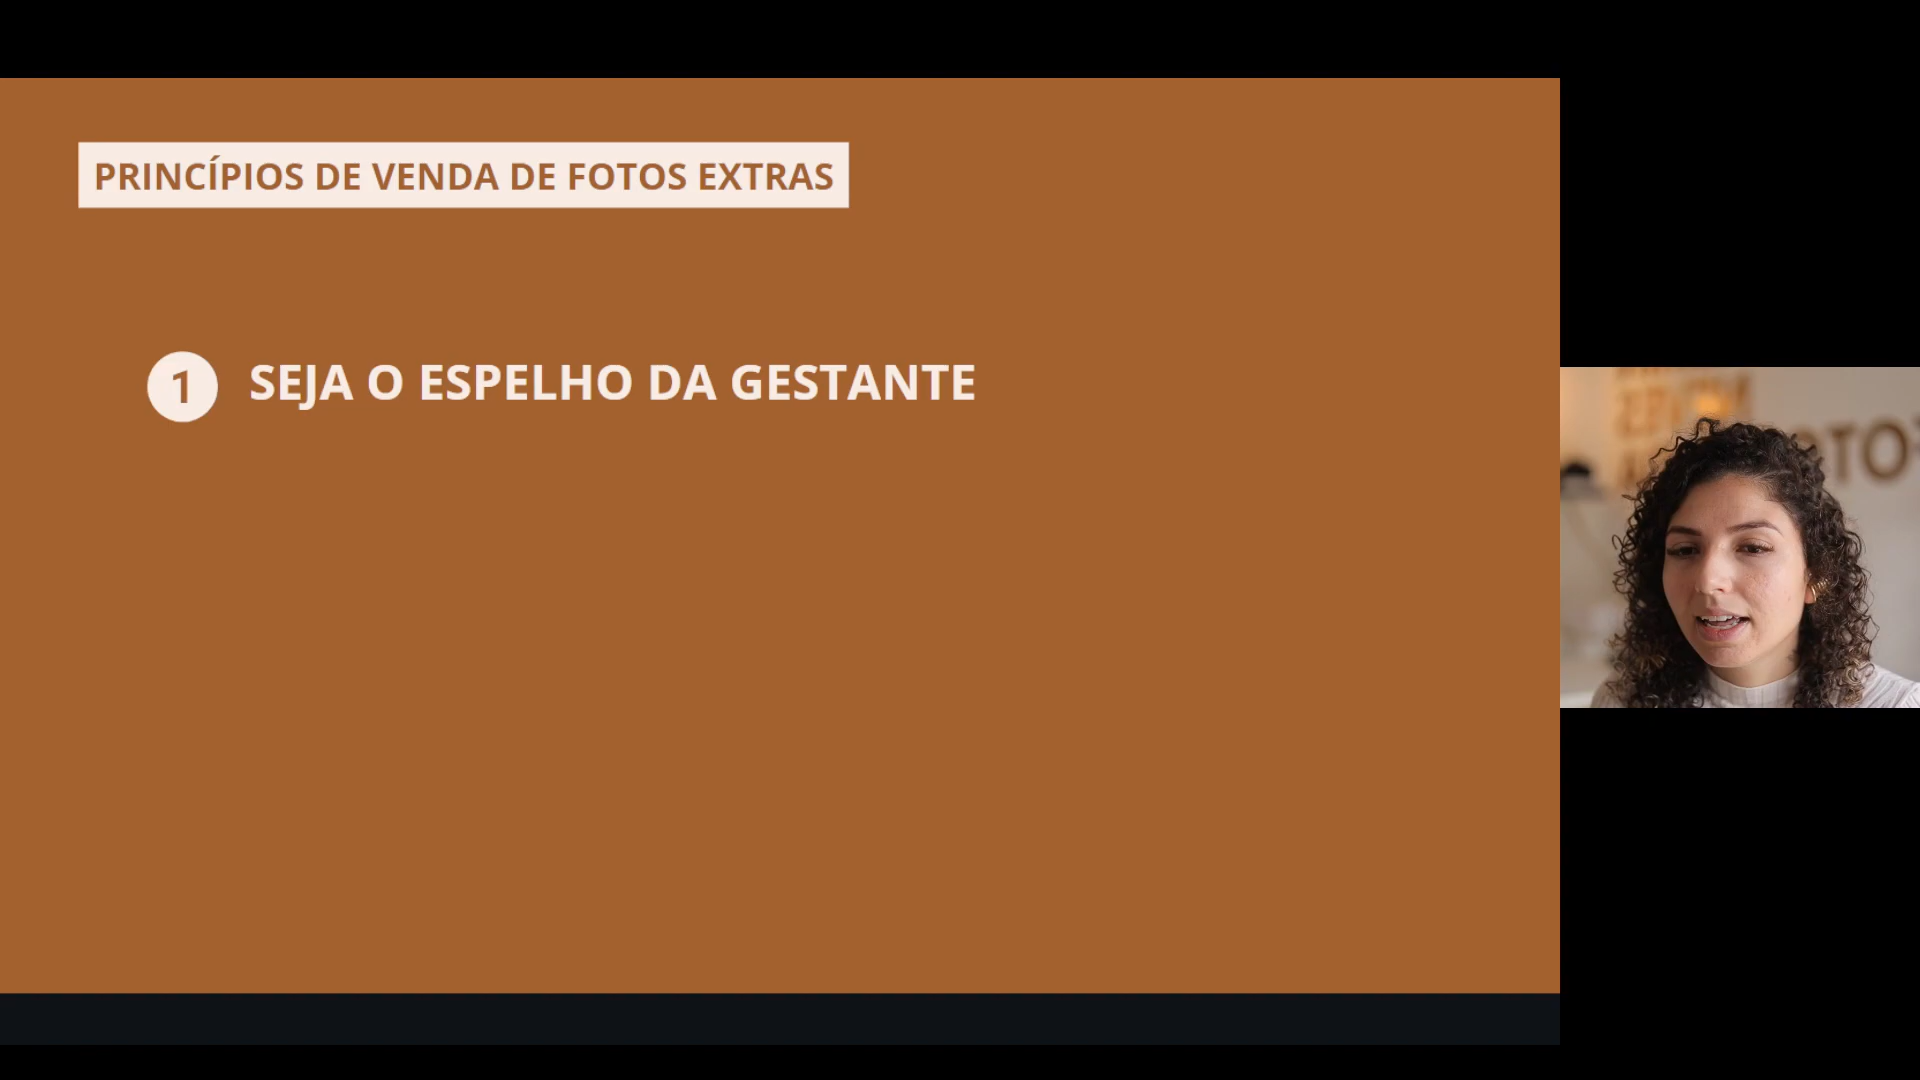 PRINCÍPIOS DE VENDA DE FOTOS EXTRAS
1 SEJA O ESPELHO DA GESTANTE